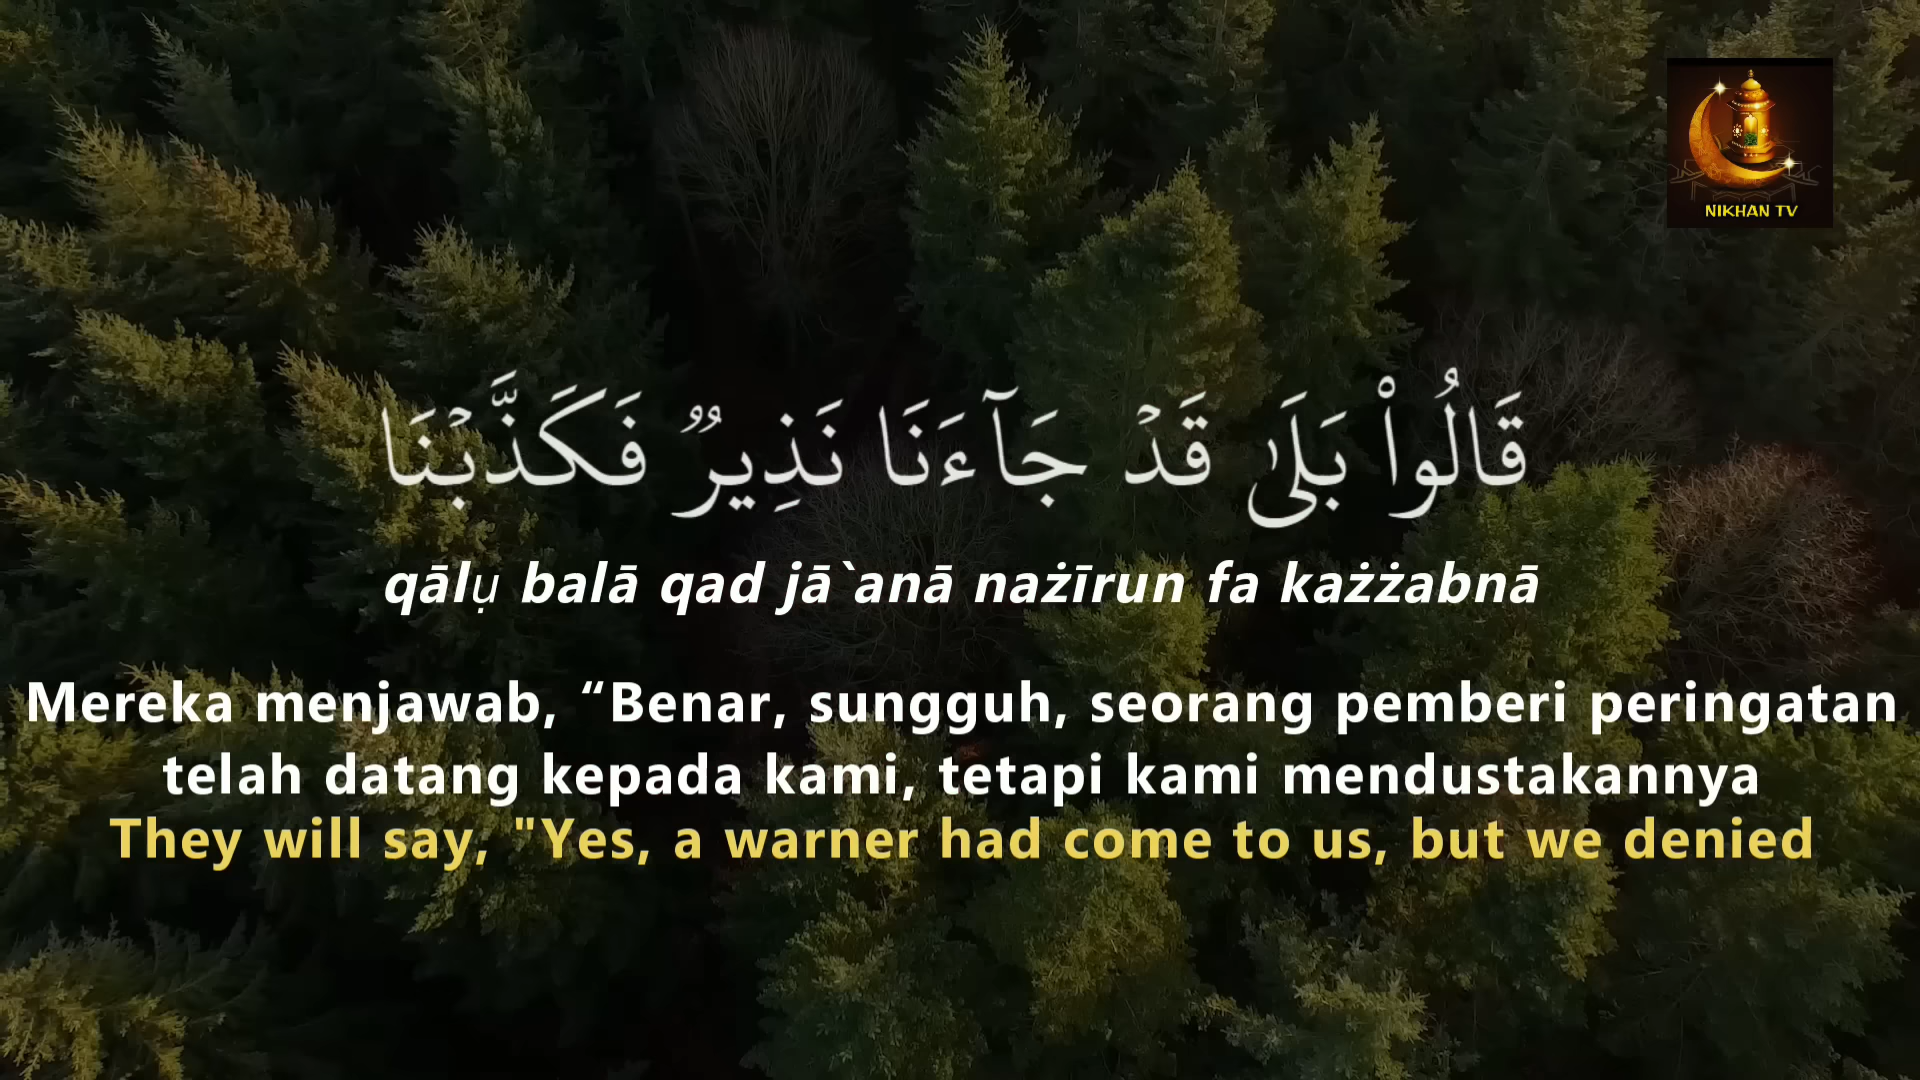 NIKHAN TV
قَالُوا۟ بَلَىٰ قَدۡ جَآءَنَا نَذِيرٌ فَكَذَّبۡنَا
qālụ balā qad jā`anā nażīrun fa każżabnā
Mereka menjawab, “Benar, sungguh, seorang pemberi peringatan
telah datang kepada kami, tetapi kami mendustakannya
They will say, "Yes, a warner had come to us, but we denied